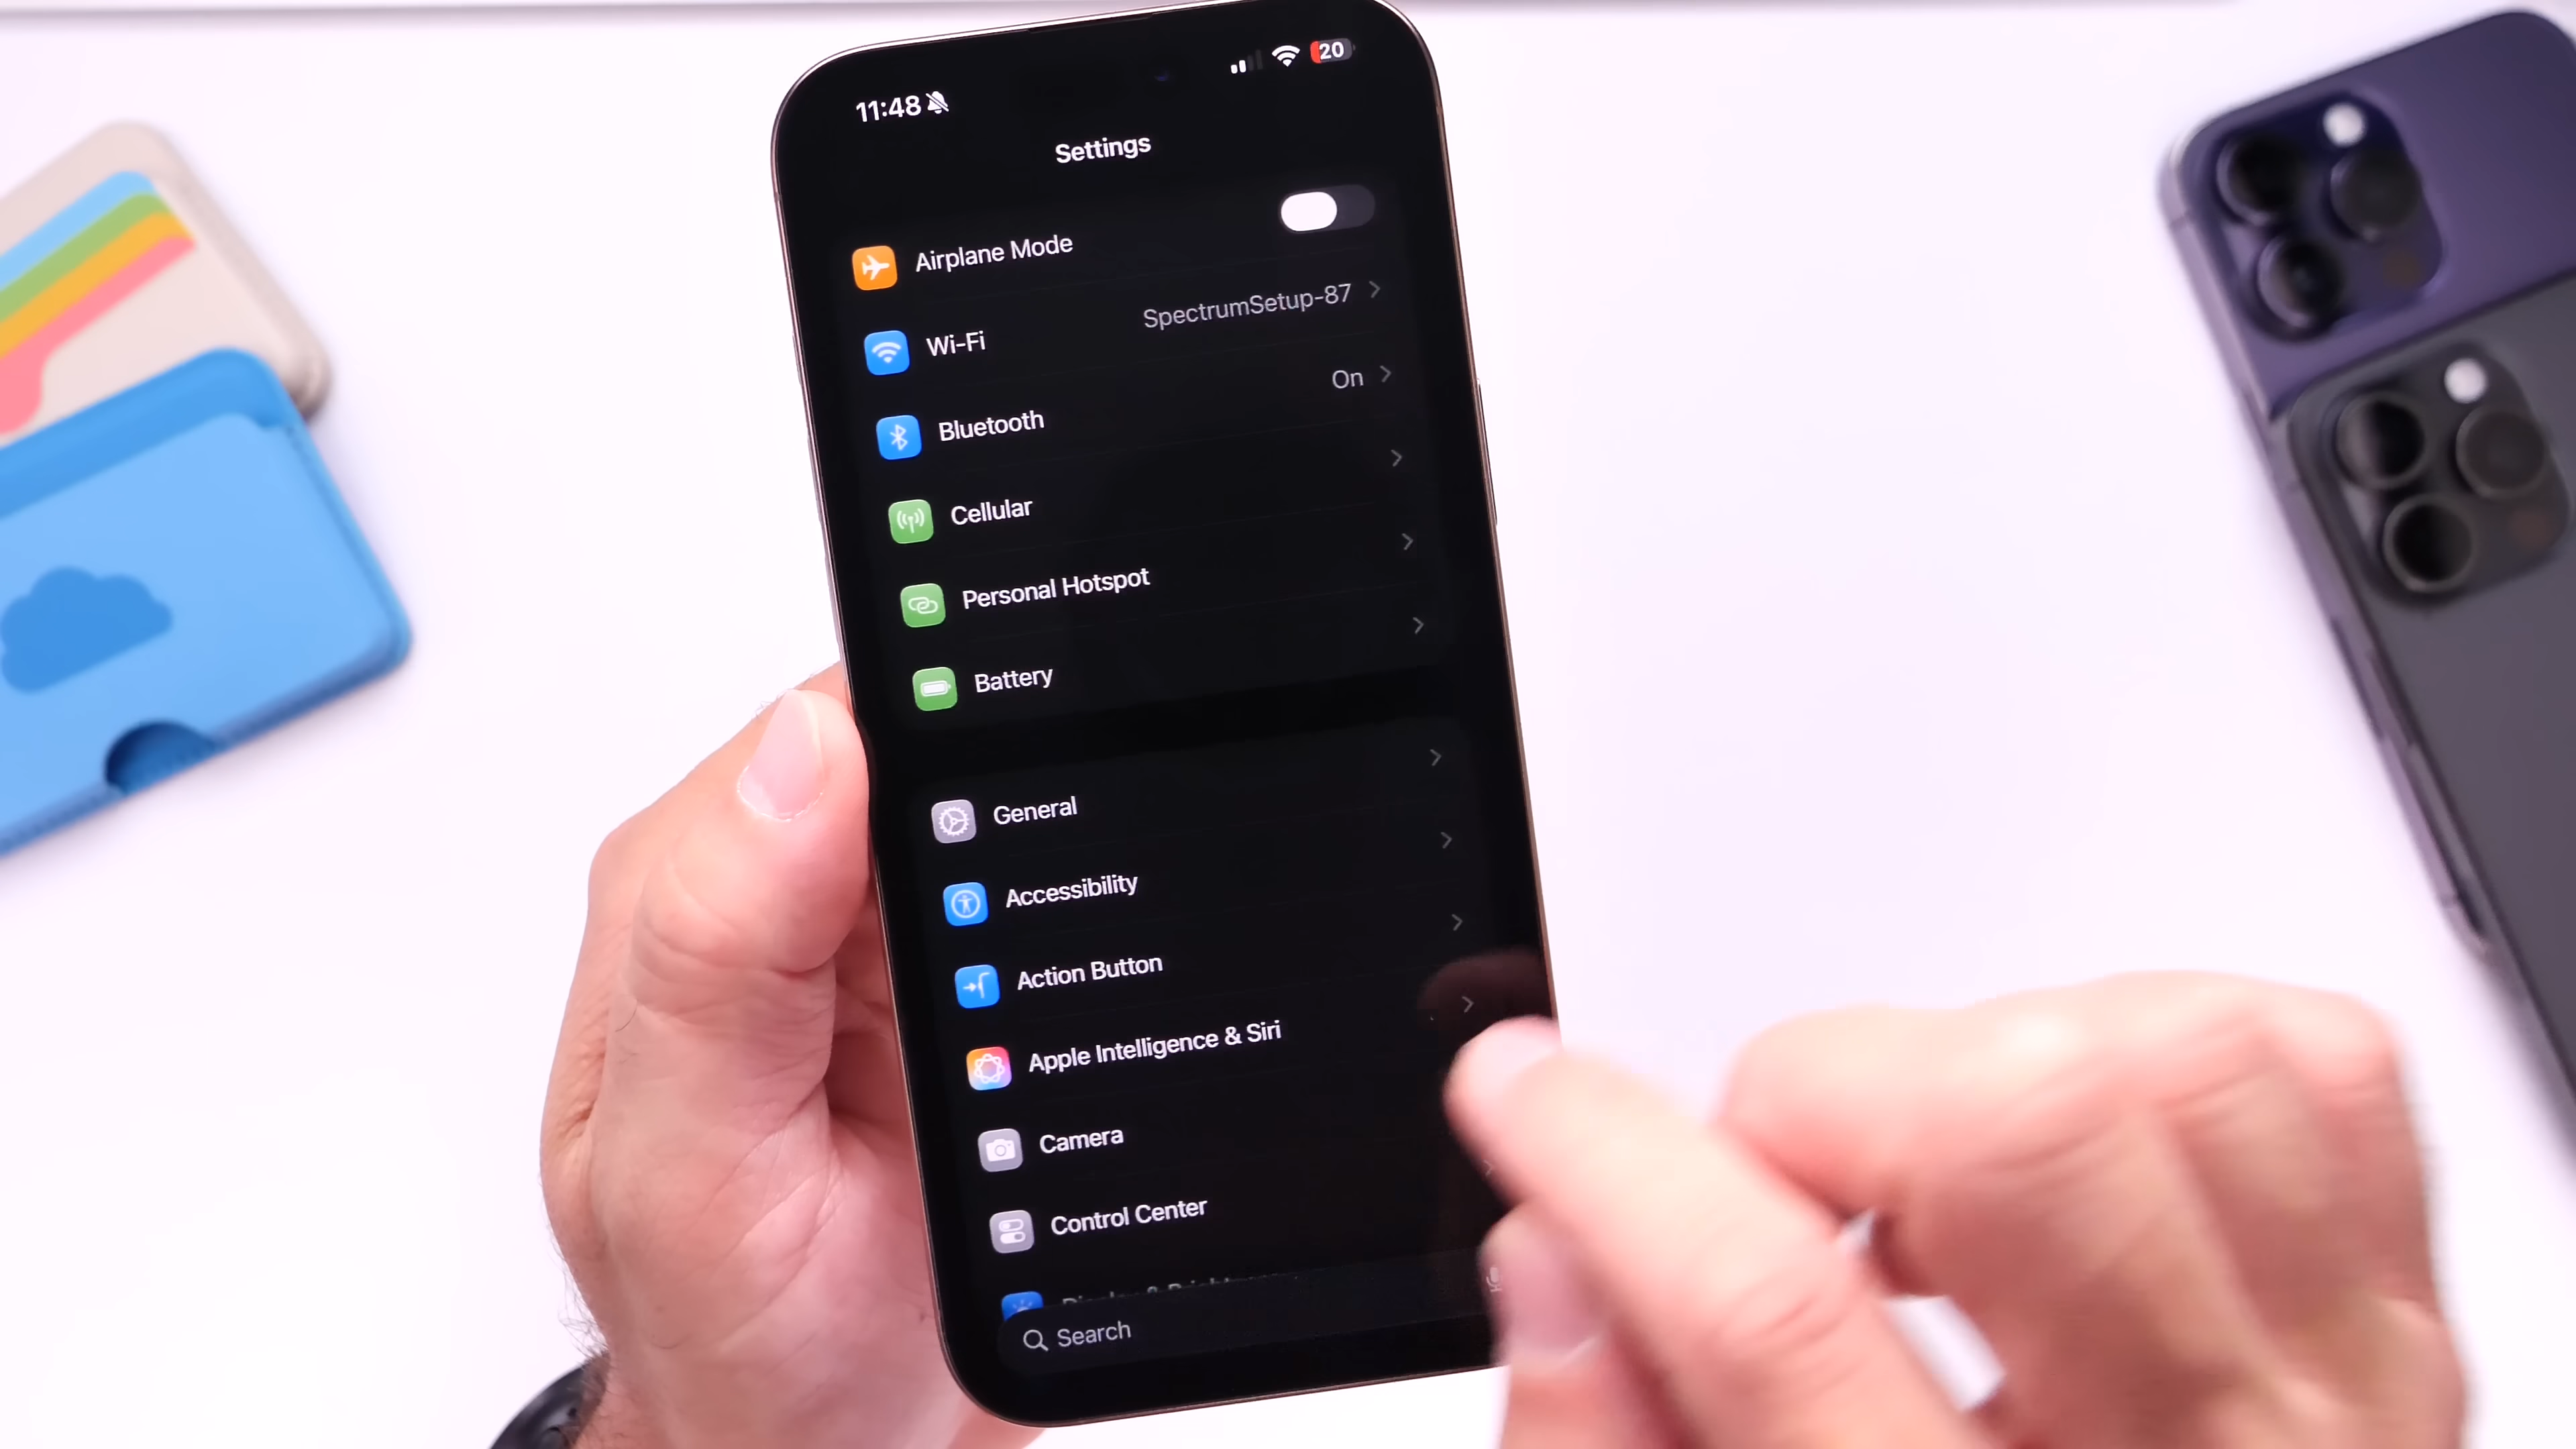 11:48
20
Settings
Airplane Mode
Wi-Fi SpectrumSetup-87
Bluetooth On
Cellular
Personal Hotspot
Battery
General
Accessibility
Action Button
Apple Intelligence & Siri
Camera
Control Center
Search